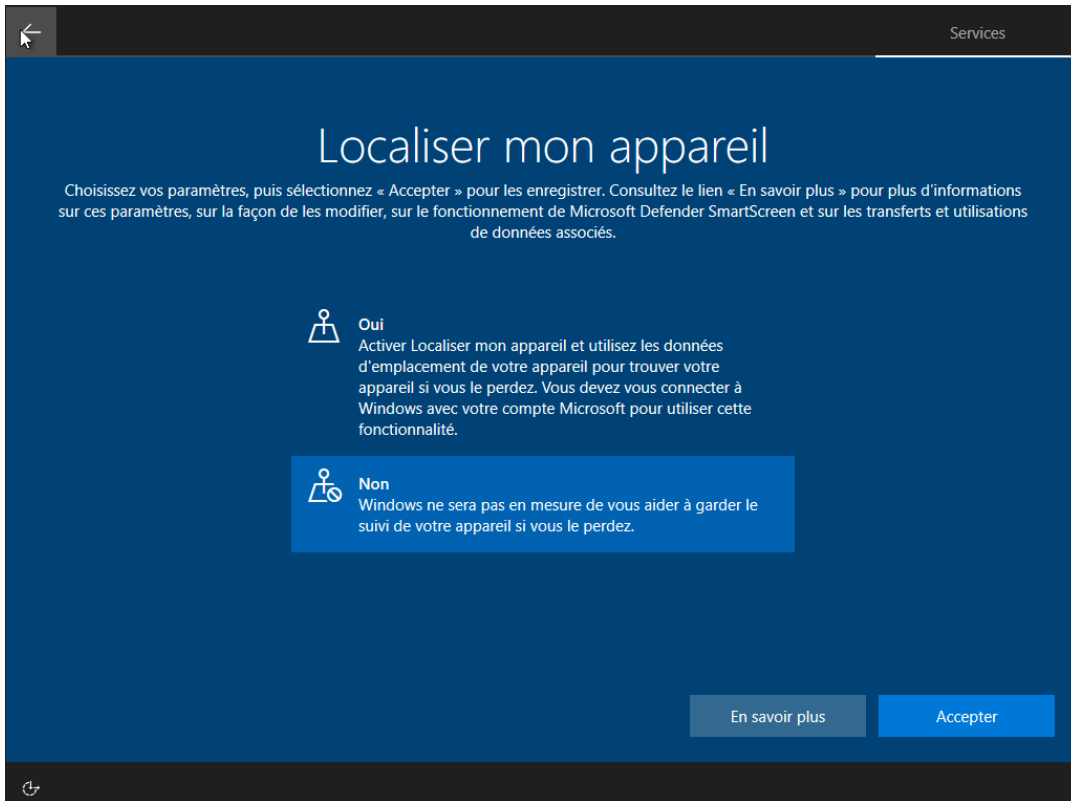 Services
Localiser mon appareil
Choisissez vos paramètres, puis sélectionnez « Accepter » pour les enregistrer. Consultez le lien « En savoir plus » pour plus d'informations
sur ces paramètres, sur la façon de les modifier, sur le fonctionnement de Microsoft Defender SmartScreen et sur les transferts et utilisations
de données associés.
Oui
Activer Localiser mon appareil et utilisez les données
d'emplacement de votre appareil pour trouver votre
appareil si vous le perdez. Vous devez vous connecter à
Windows avec votre compte Microsoft pour utiliser cette
fonctionnalité.
Non
Windows ne sera pas en mesure de vous aider à garder le
suivi de votre appareil si vous le perdez.
En savoir plus
Accepter